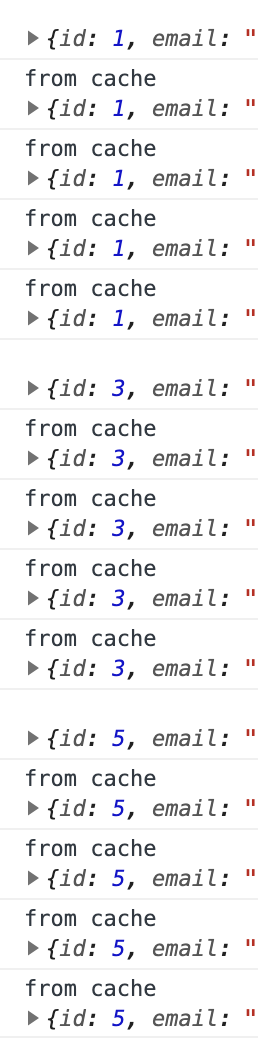 ▶ {id: 1, email: "
from cache
▶ {id: 1, email: "
from cache
▶ {id: 1, email: "
from cache
▶ {id: 1, email: "
from cache
▶ {id: 1, email: "
▶ {id: 3, email: "
from cache
▶ {id: 3, email: "
from cache
▶ {id: 3, email: "
from cache
▶ {id: 3, email: "
from cache
▶ {id: 3, email: "
▶ {id: 5, email: "
from cache
▶ {id: 5, email: "
from cache
▶ {id: 5, email: "
from cache
▶ {id: 5, email: "
from cache
▶ {id: 5, email: "